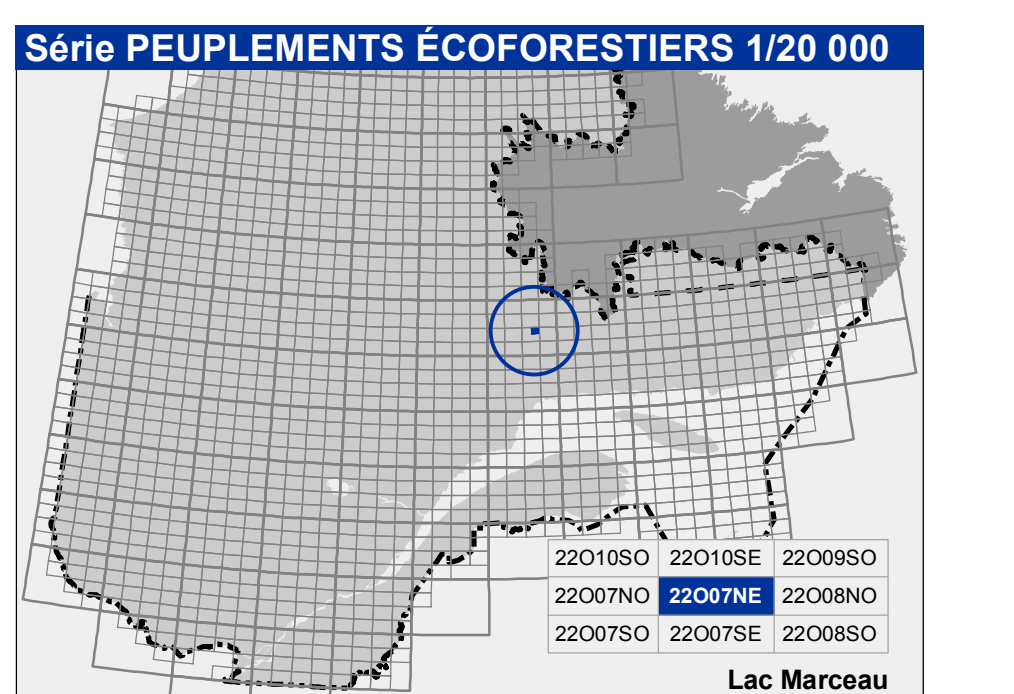 Série PEUPLEMENTS ÉCOFORESTIERS 1/20 000
22O10SO 22O10SE 22O09SO
22O07NO 22O07NE 22O08NO
22O07SO 22O07SE 22O08SO
Lac Marceau